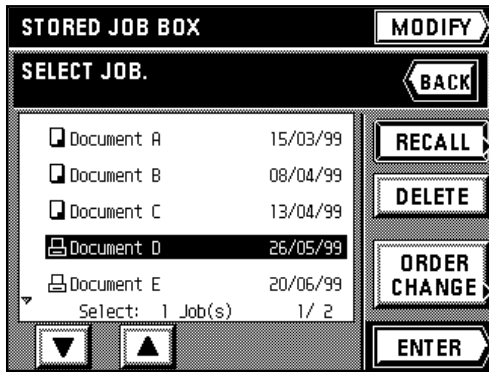 STORED JOB BOX
MODIFY
SELECT JOB.
BACK
Document A 15/03/99
RECALL
Document B 08/04/99
DELETE
Document C 13/04/99
Document D 26/05/99
ORDER
CHANGE
Document E 20/06/99
Select: 1 Job(s) 1/ 2
ENTER